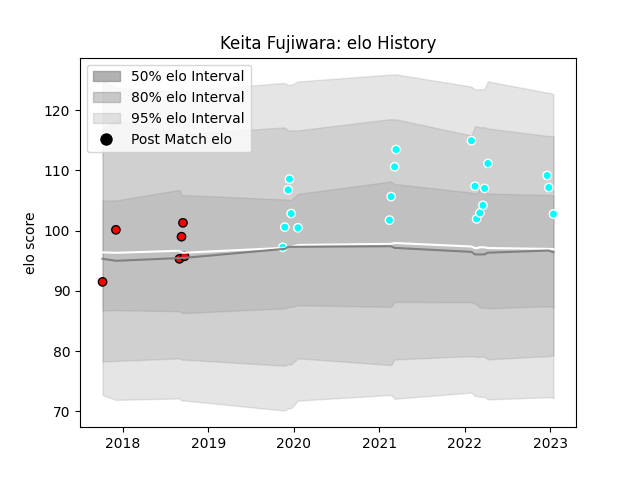 Keita Fujiwara: elo History
50% elo Interval
80% elo Interval
95% elo Interval
Post Match elo
elo score
120
110
100
90
80
70
2018 2019 2020 2021 2022 2023